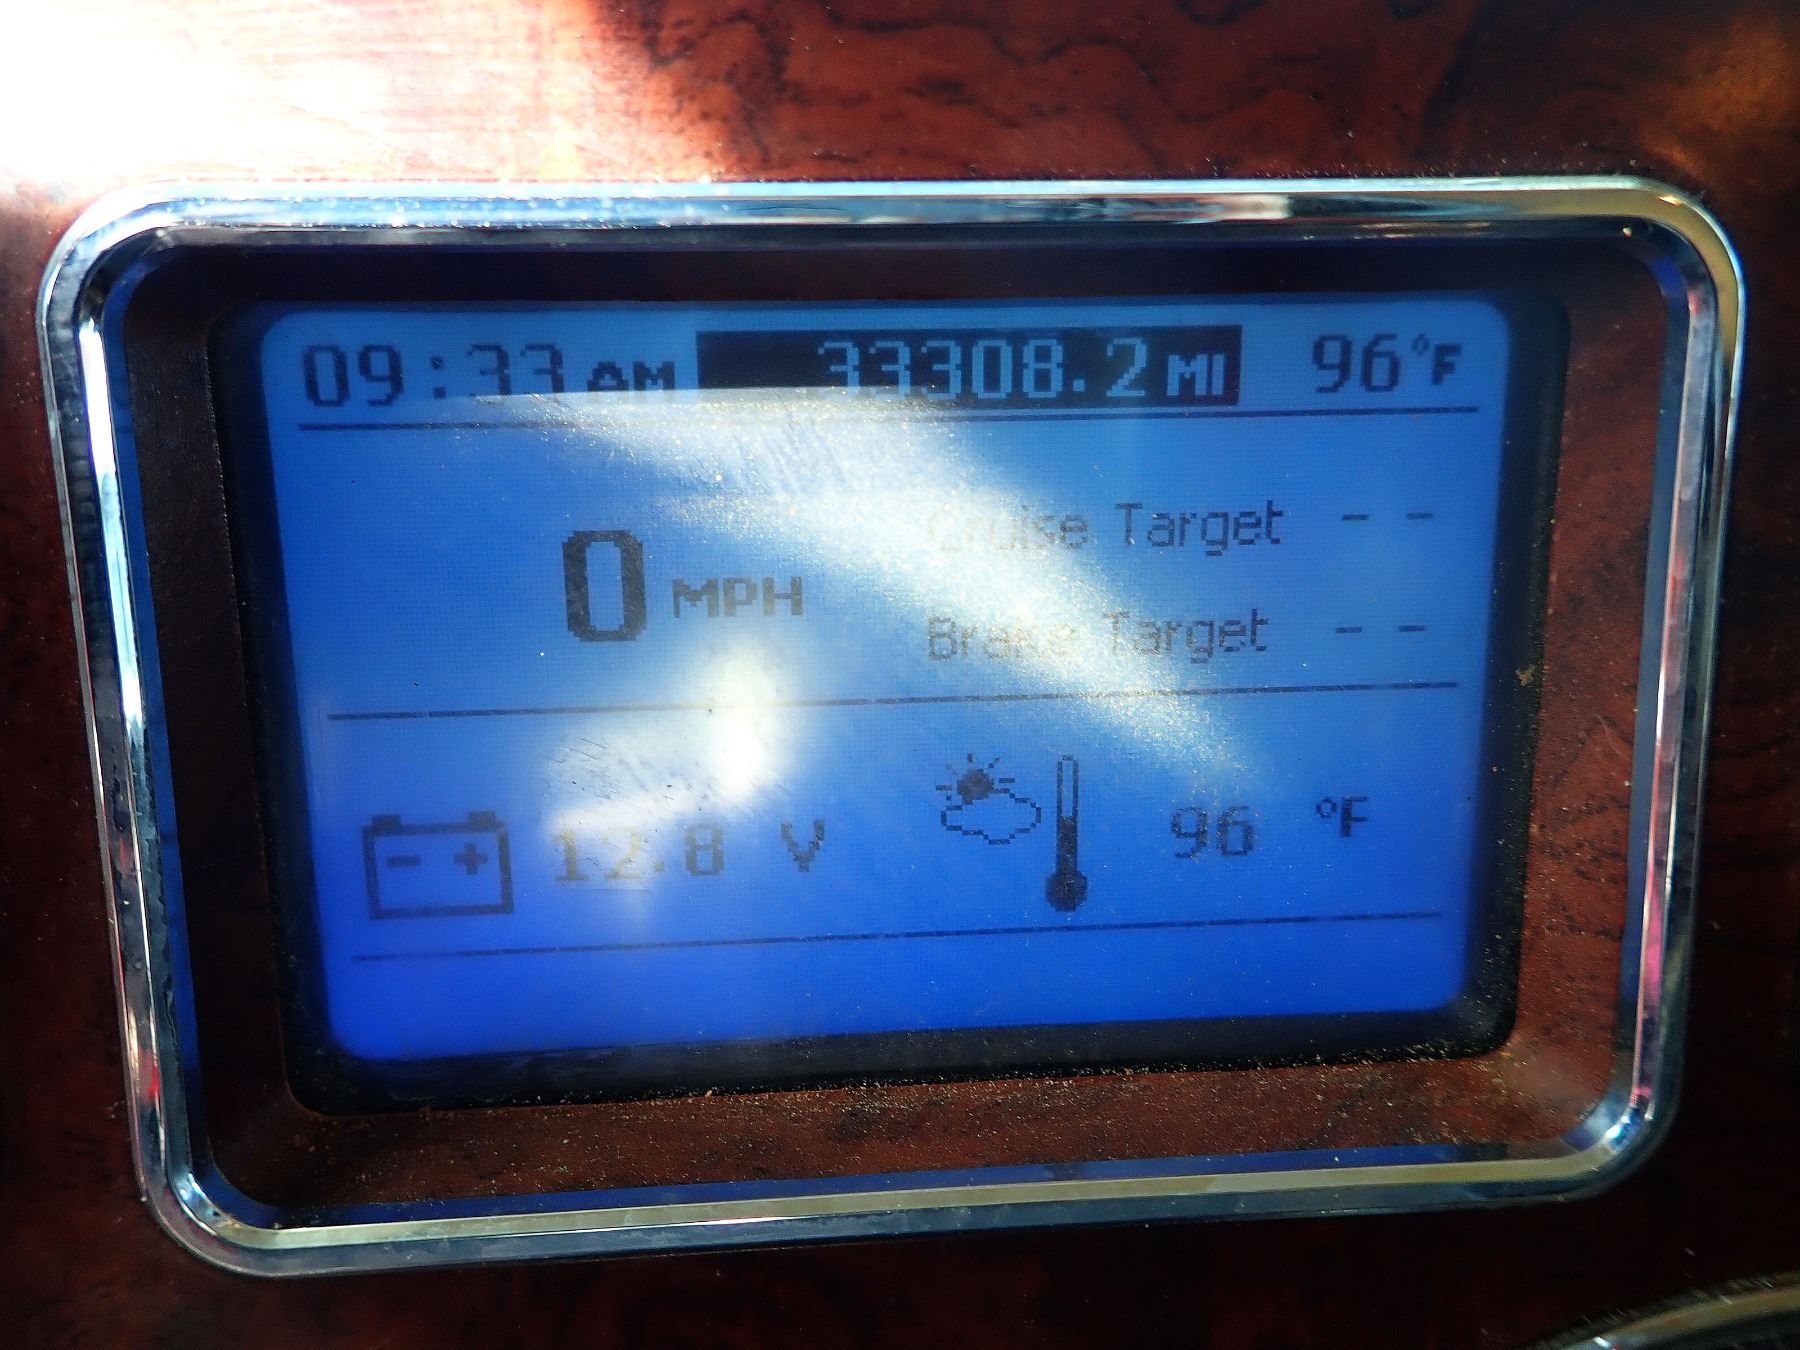 09:33 AM 33308.2 MI 96°F
0 MPH
Cruise Target --
Brake Target --
- + 12.8 V 96 °F